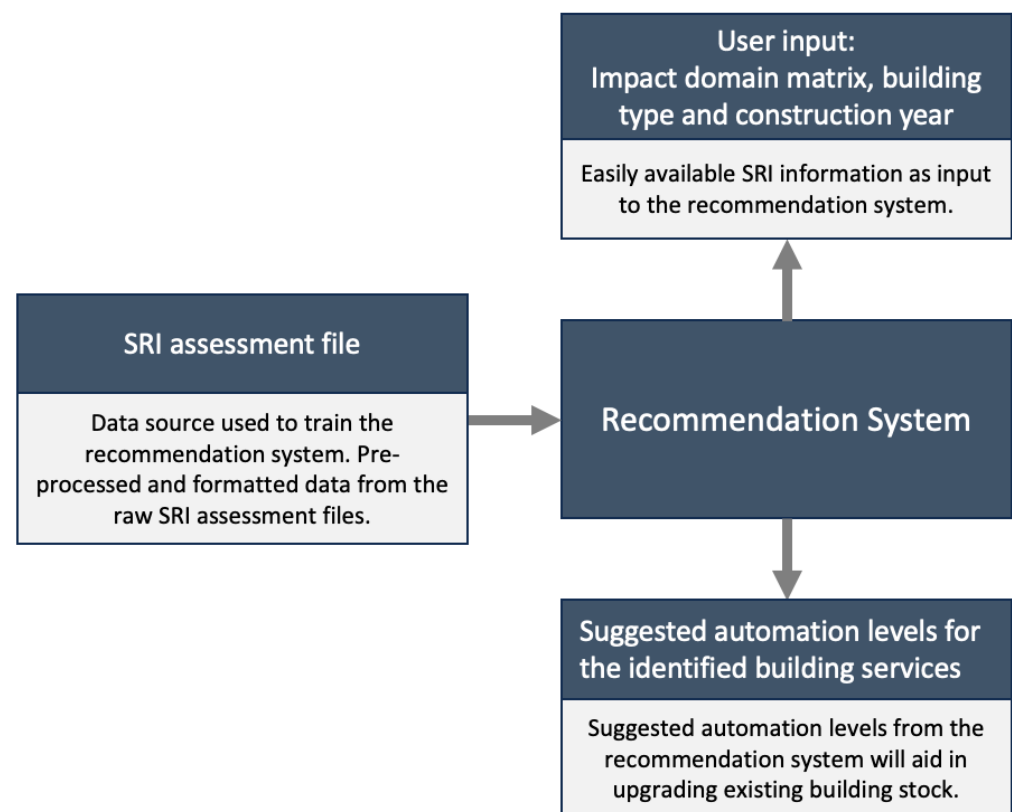 User input:
Impact domain matrix, building
type and construction year
Easily available SRI information as input
to the recommendation system.
SRI assessment file
Data source used to train the
recommendation system. Pre-
processed and formatted data from the
raw SRI assessment files.
Recommendation System
Suggested automation levels for
the identified building services
Suggested automation levels from the
recommendation system will aid in
upgrading existing building stock.